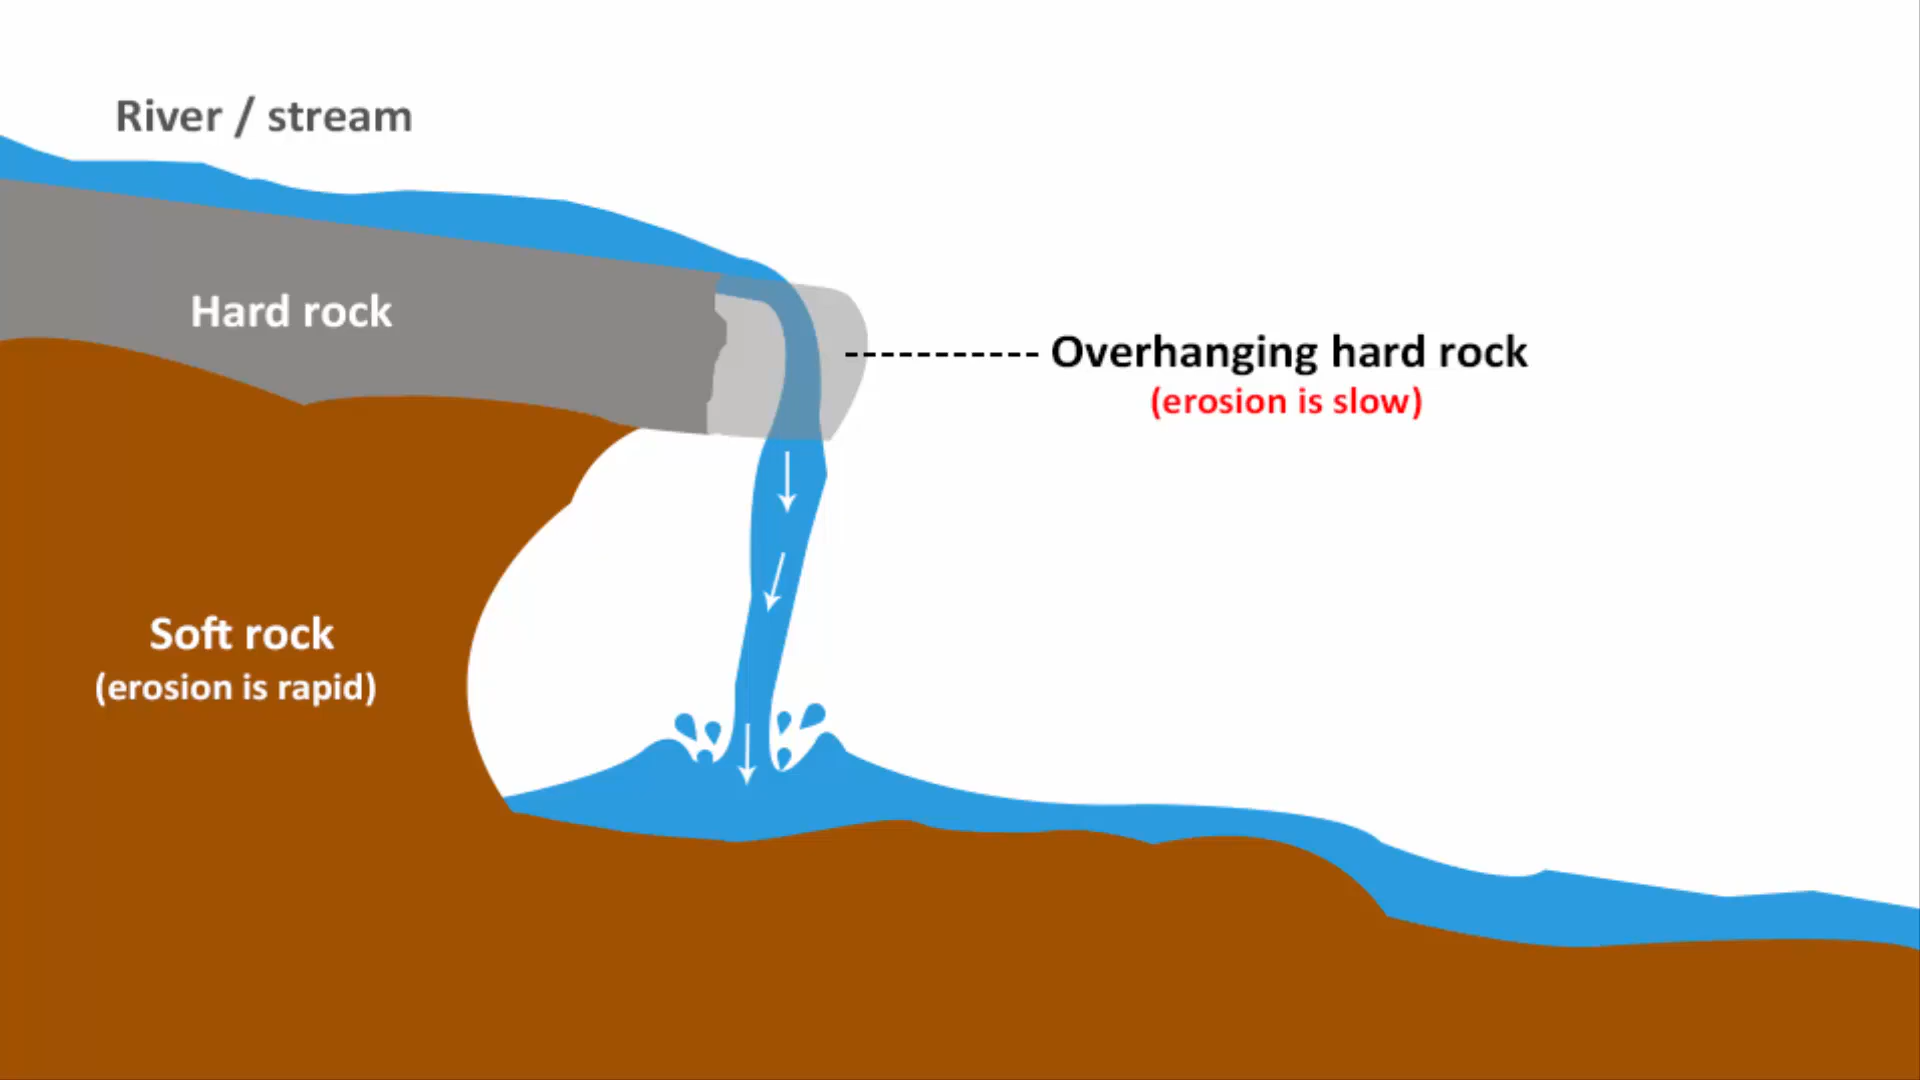 River / stream
Hard rock
Overhanging hard rock
(erosion is slow)
Soft rock
(erosion is rapid)